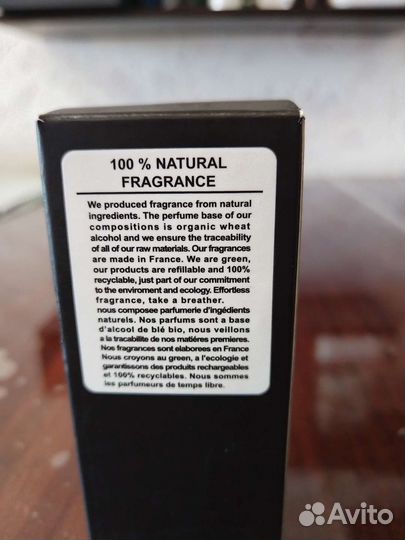 100 % NATURAL
FRAGRANCE
We produced fragrance from natural
ingredients. The perfume base of our
compositions is organic wheat
alcohol and we ensure the traceability
of all of our raw materials. Our fragrances
are made in France. We are green,
our products are refillable and 100%
recyclable, just part of our commitment
to the enviroment and ecology. Effortless
fragrance, take a breather.
nous composee parfumerie d'ingédients
naturels. Nos parfums sont a base
d'alcool de blé bio, nous veillons
a la tracabilite de nos matières premieres.
Nos fragrances sont elaborees en France
Nous croyons au green, a l'ecologie et
garantissons des produits rechargeables
et 100% recyclables. Nous sommes
les parfumeurs de temps libre.
Avito